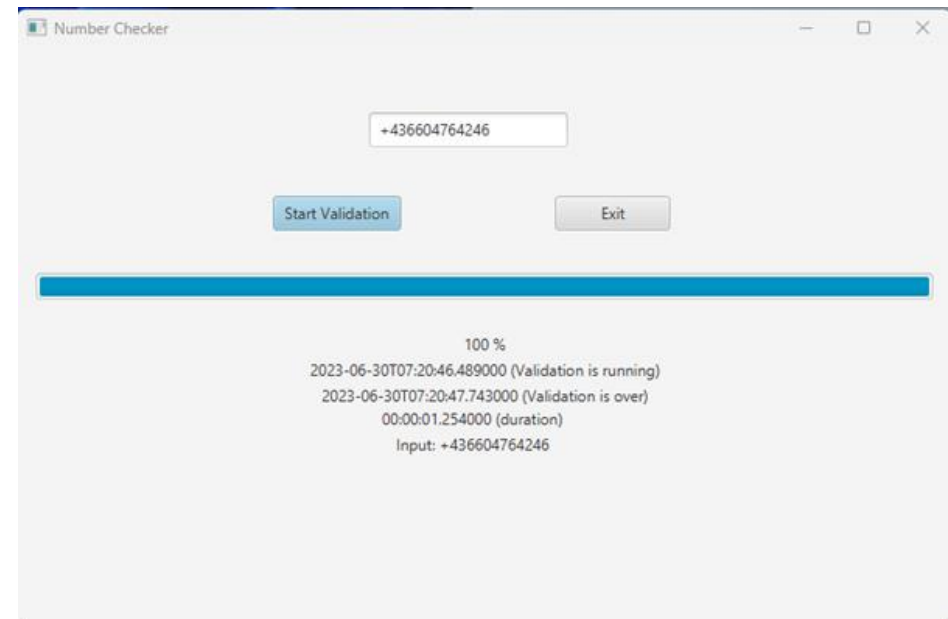 Number Checker
+436604764246
Start Validation Exit
100 %
2023-06-30T07:20:46.489000 (Validation is running)
2023-06-30T07:20:47.743000 (Validation is over)
00:00:01.254000 (duration)
Input: +436604764246